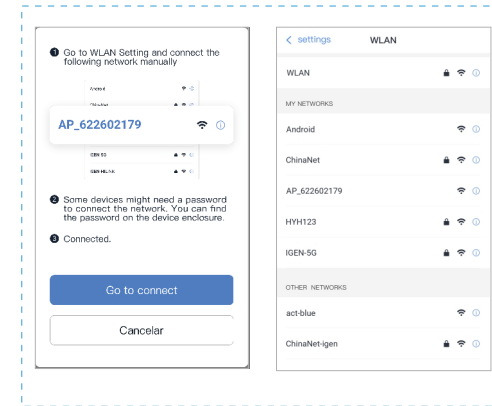 1 Go to WLAN Setting and connect the
following network manually
Android
AP_622602179
IGEN-5G
2 Some devices might need a password
to connect the network. You can find
the password on the device enclosure.
3 Connected.
Go to connect
Cancelar
settings WLAN
WLAN
MY NETWORKS
Android
ChinaNet
AP_622602179
HYH123
IGEN-5G
OTHER NETWORKS
act-blue
ChinaNet-igen